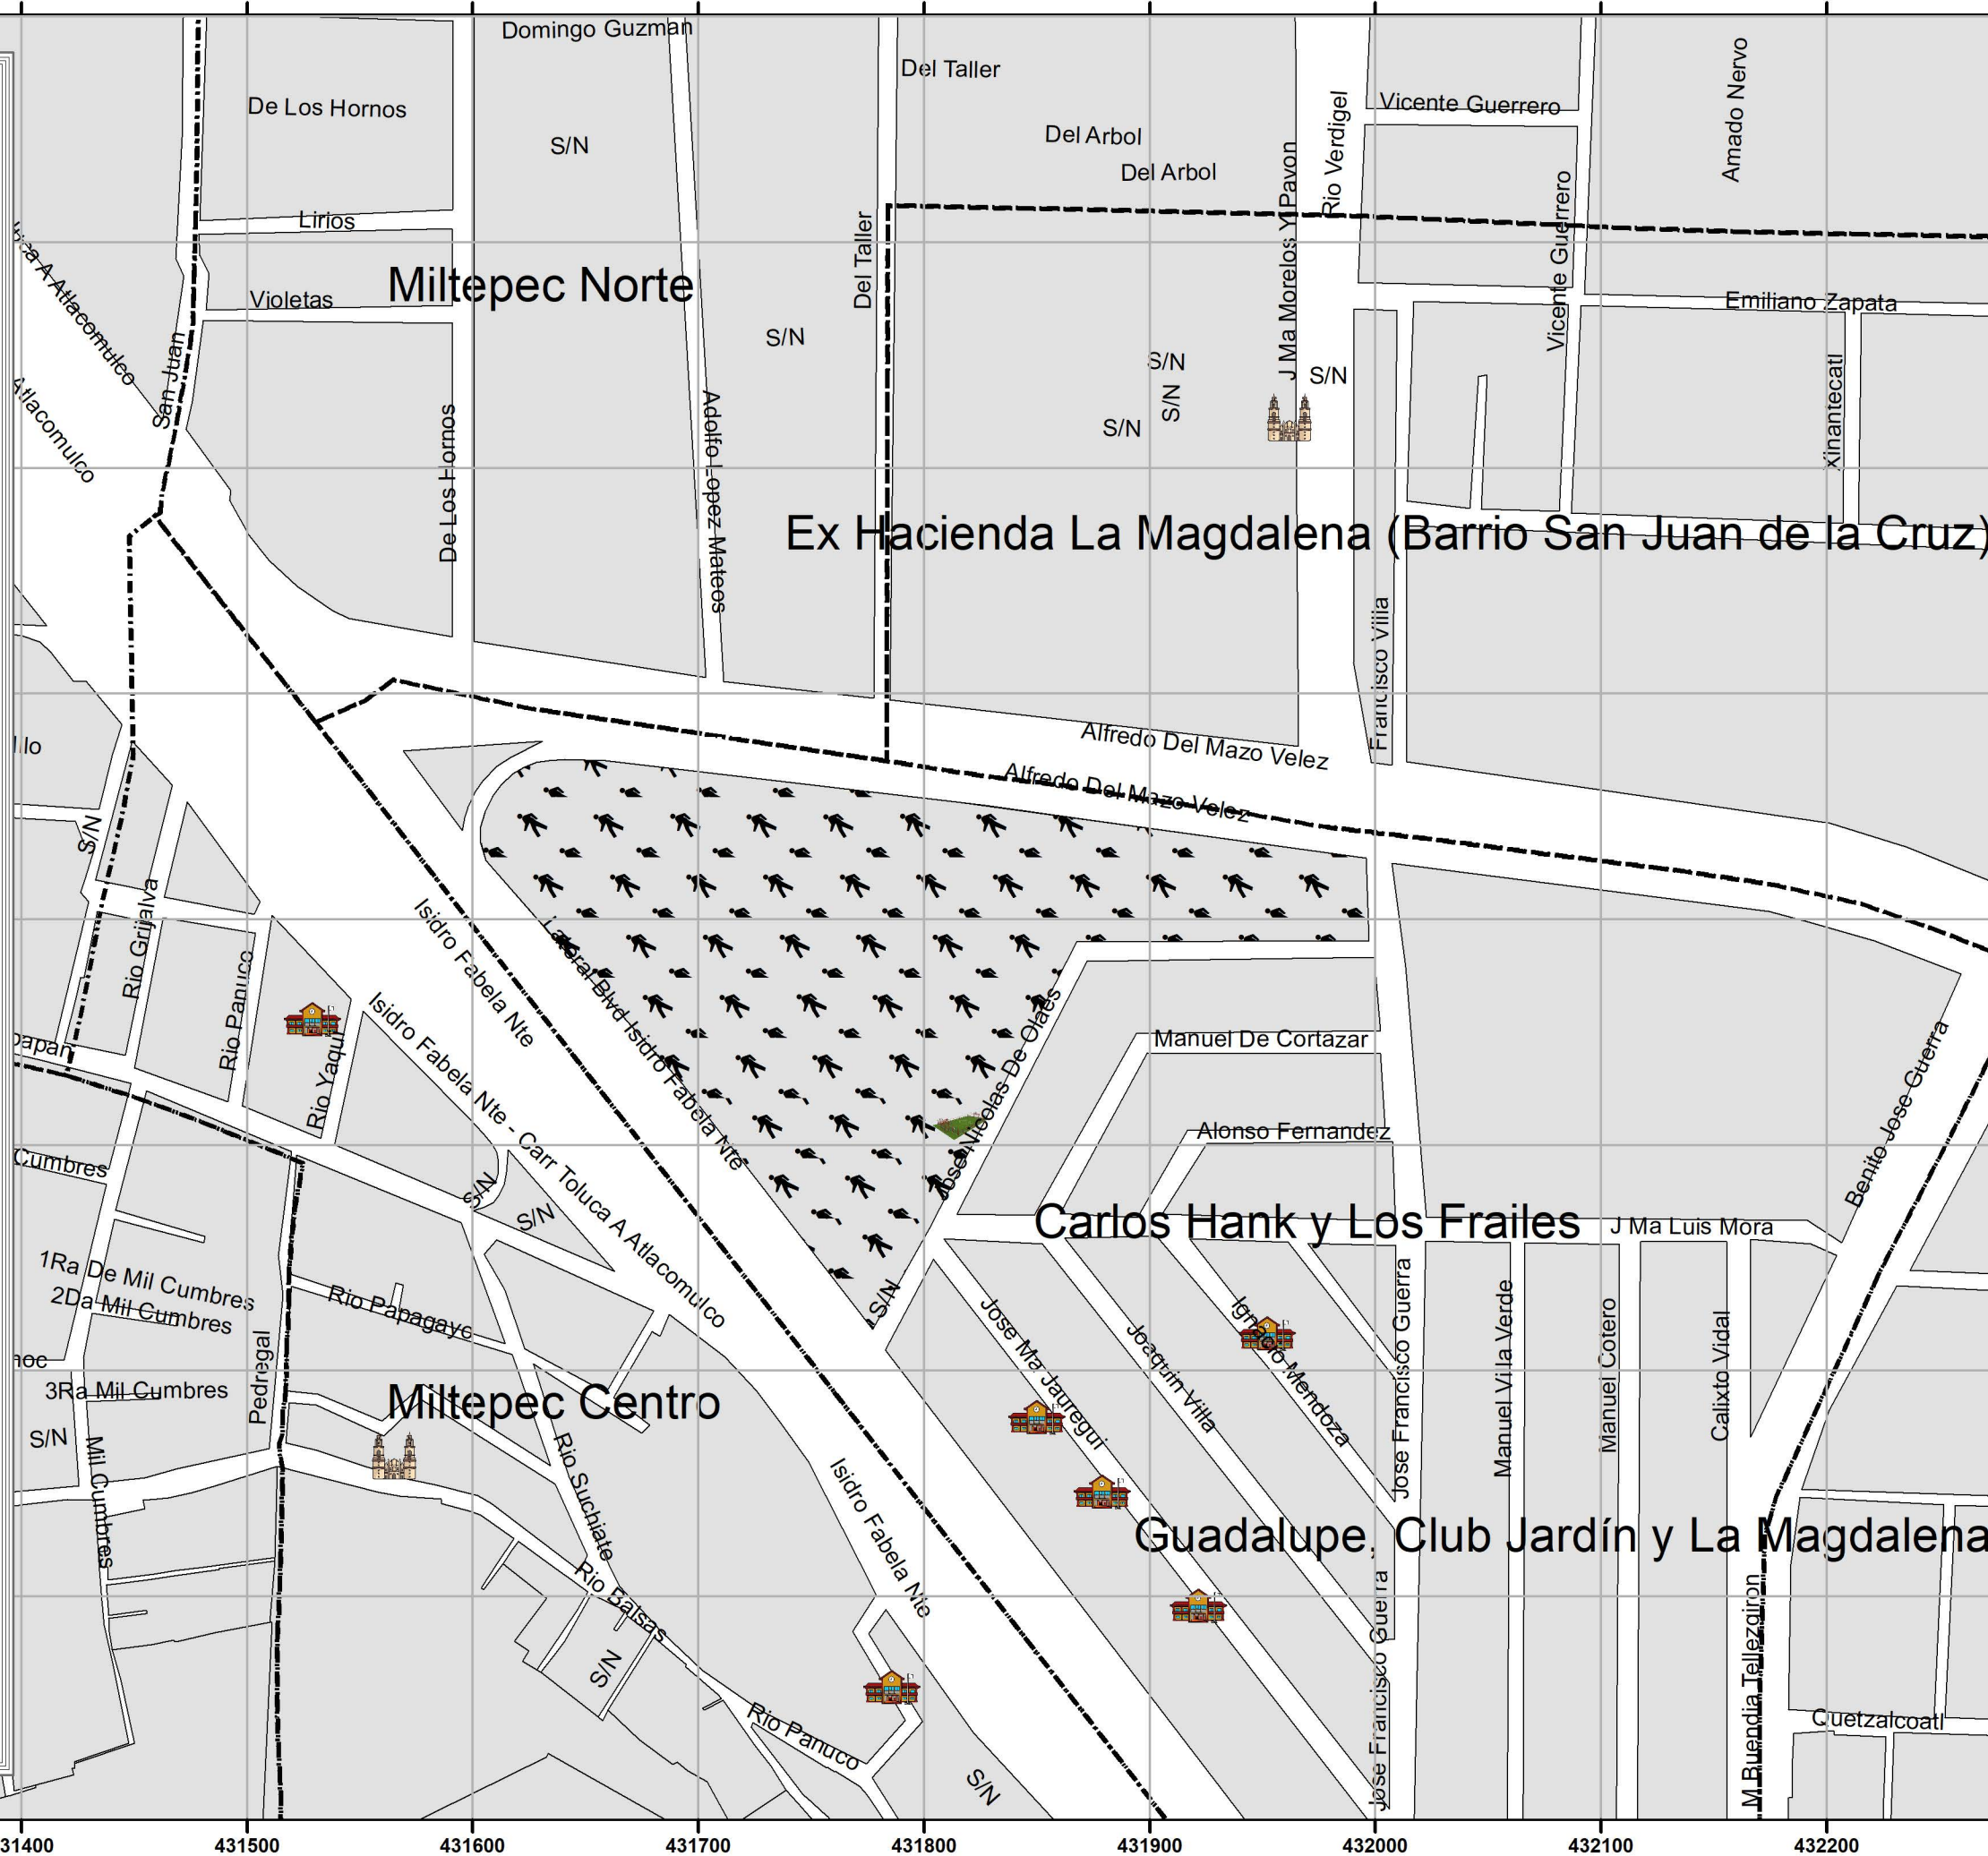 Domingo Guzman
Del Taller
De Los Hornos
Vicente Guerrero
Amado Nervo
Rio Verdigel
Del Arbol
S/N
Del Arbol
J Ma Morelos Y Pavon
Lirios
Del Taller
Vicente Guerrero
A Atlacomulco
Miltepec Norte
Violetas
Emiliano Zapata
San Juan
S/N
S/N
S/N
S/N
S/N
Atlacomulco
De Los Hornos
Adolfo Lopez Mateos
Xinantecatl
Ex Hacienda La Magdalena (Barrio San Juan de la Cruz)
Francisco Villa
Alfredo Del Mazo Velez
Alfredo Del Mazo Velez
S/N
Rio Grijalva
Rio Panuco
Isidro Fabela Nte
Lateral Blvd Isidro Fabela Nte
Jose Nicolas De Olaes
Manuel De Cortazar
Benito Jose Guerra
Rio Yaqui
Isidro Fabela Nte - Carr Toluca A Atlacomulco
Alonso Fernandez
Cumbres
S/N
S/N
Carlos Hank y Los Frailes
J Ma Luis Mora
1Ra De Mil Cumbres
2Da Mil Cumbres
Rio Papagayo
S/N
Jose Ma Jauregui
Joaquin Villa
Ignacio Mendoza
Jose Francisco Guerra
Manuel Villa Verde
Manuel Cotero
Calixto Vidal
Pedregal
3Ra Mil Cumbres
Miltepec Centro
S/N
Mil Cumbres
Rio Suchiate
Isidro Fabela Nte
Guadalupe, Club Jardín y La Magdalena
Rio Balsas
S/N
Jose Francisco Guerra
M Buendia Tellezgiron
Rio Panuco
Quetzalcoatl
S/N
31400 431500 431600 431700 431800 431900 432000 432100 432200